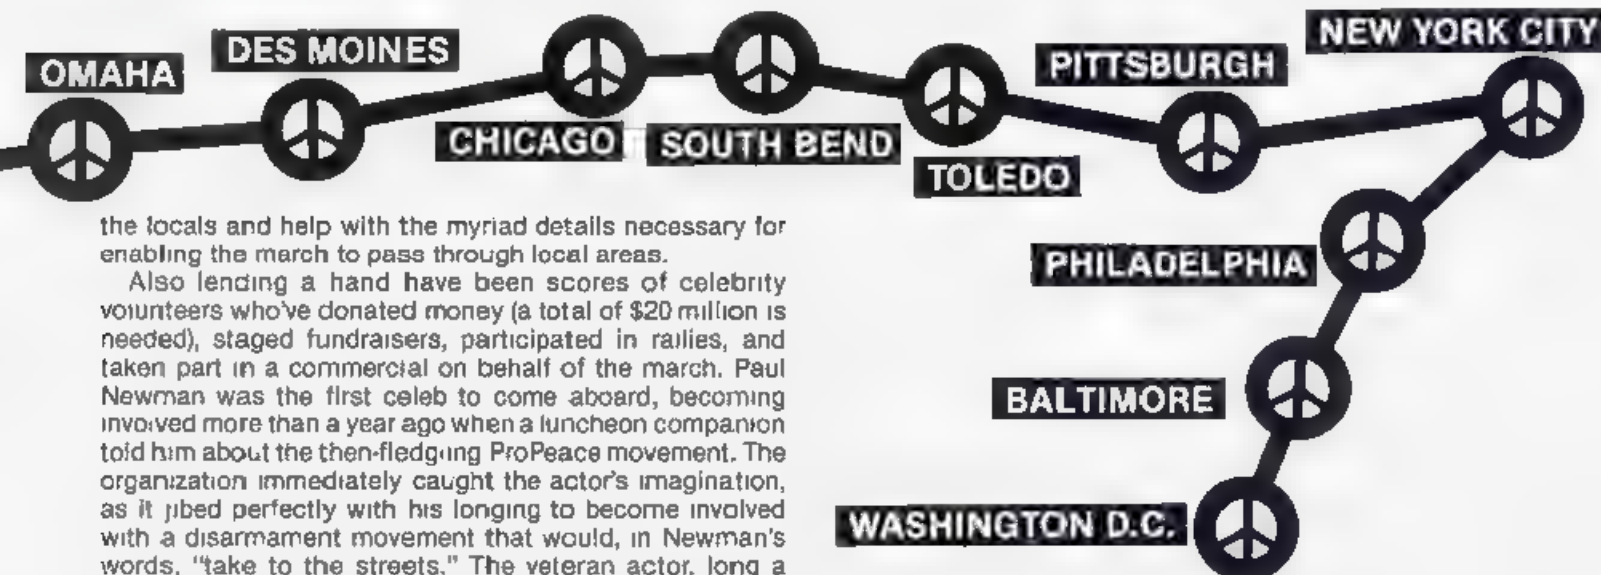 OMAHA
DES MOINES
CHICAGO
SOUTH BEND
TOLEDO
PITTSBURGH
NEW YORK CITY
PHILADELPHIA
BALTIMORE
WASHINGTON D.C.
the locals and help with the myriad details necessary for
enabling the march to pass through local areas.
Also lending a hand have been scores of celebrity
volunteers who've donated money (a total of $20 million is
needed), staged fundraisers, participated in rallies, and
taken part in a commercial on behalf of the march. Paul
Newman was the first celeb to come aboard, becoming
involved more than a year ago when a luncheon companion
told him about the then-fledgling ProPeace movement. The
organization immediately caught the actor's imagination,
as it jibed perfectly with his longing to become involved
with a disarmament movement that would, in Newman's
words, "take to the streets." The veteran actor, long a